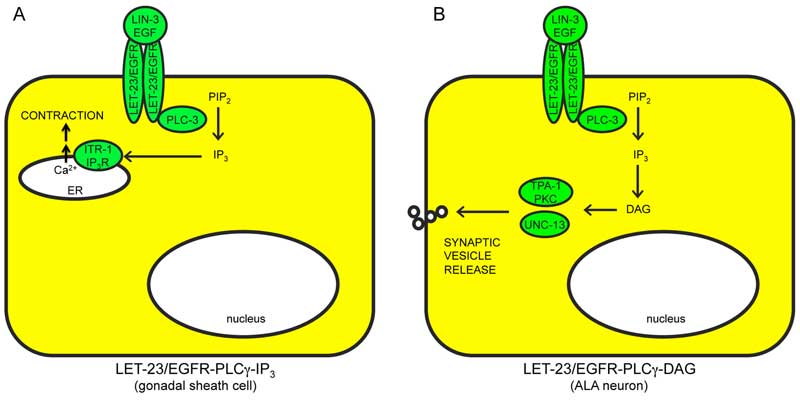 A
LIN-3
EGF
LET-23/EGFR
LET-23/EGFR
PLC-3
PIP2
IP3
CONTRACTION
ITR-1
IP3R
Ca2+
ER
nucleus
LET-23/EGFR-PLCγ-IP3
(gonadal sheath cell)
B
LIN-3
EGF
LET-23/EGFR
LET-23/EGFR
PLC-3
PIP2
IP3
DAG
TPA-1
PKC
UNC-13
SYNAPTIC
VESICLE
RELEASE
nucleus
LET-23/EGFR-PLCγ-DAG
(ALA neuron)